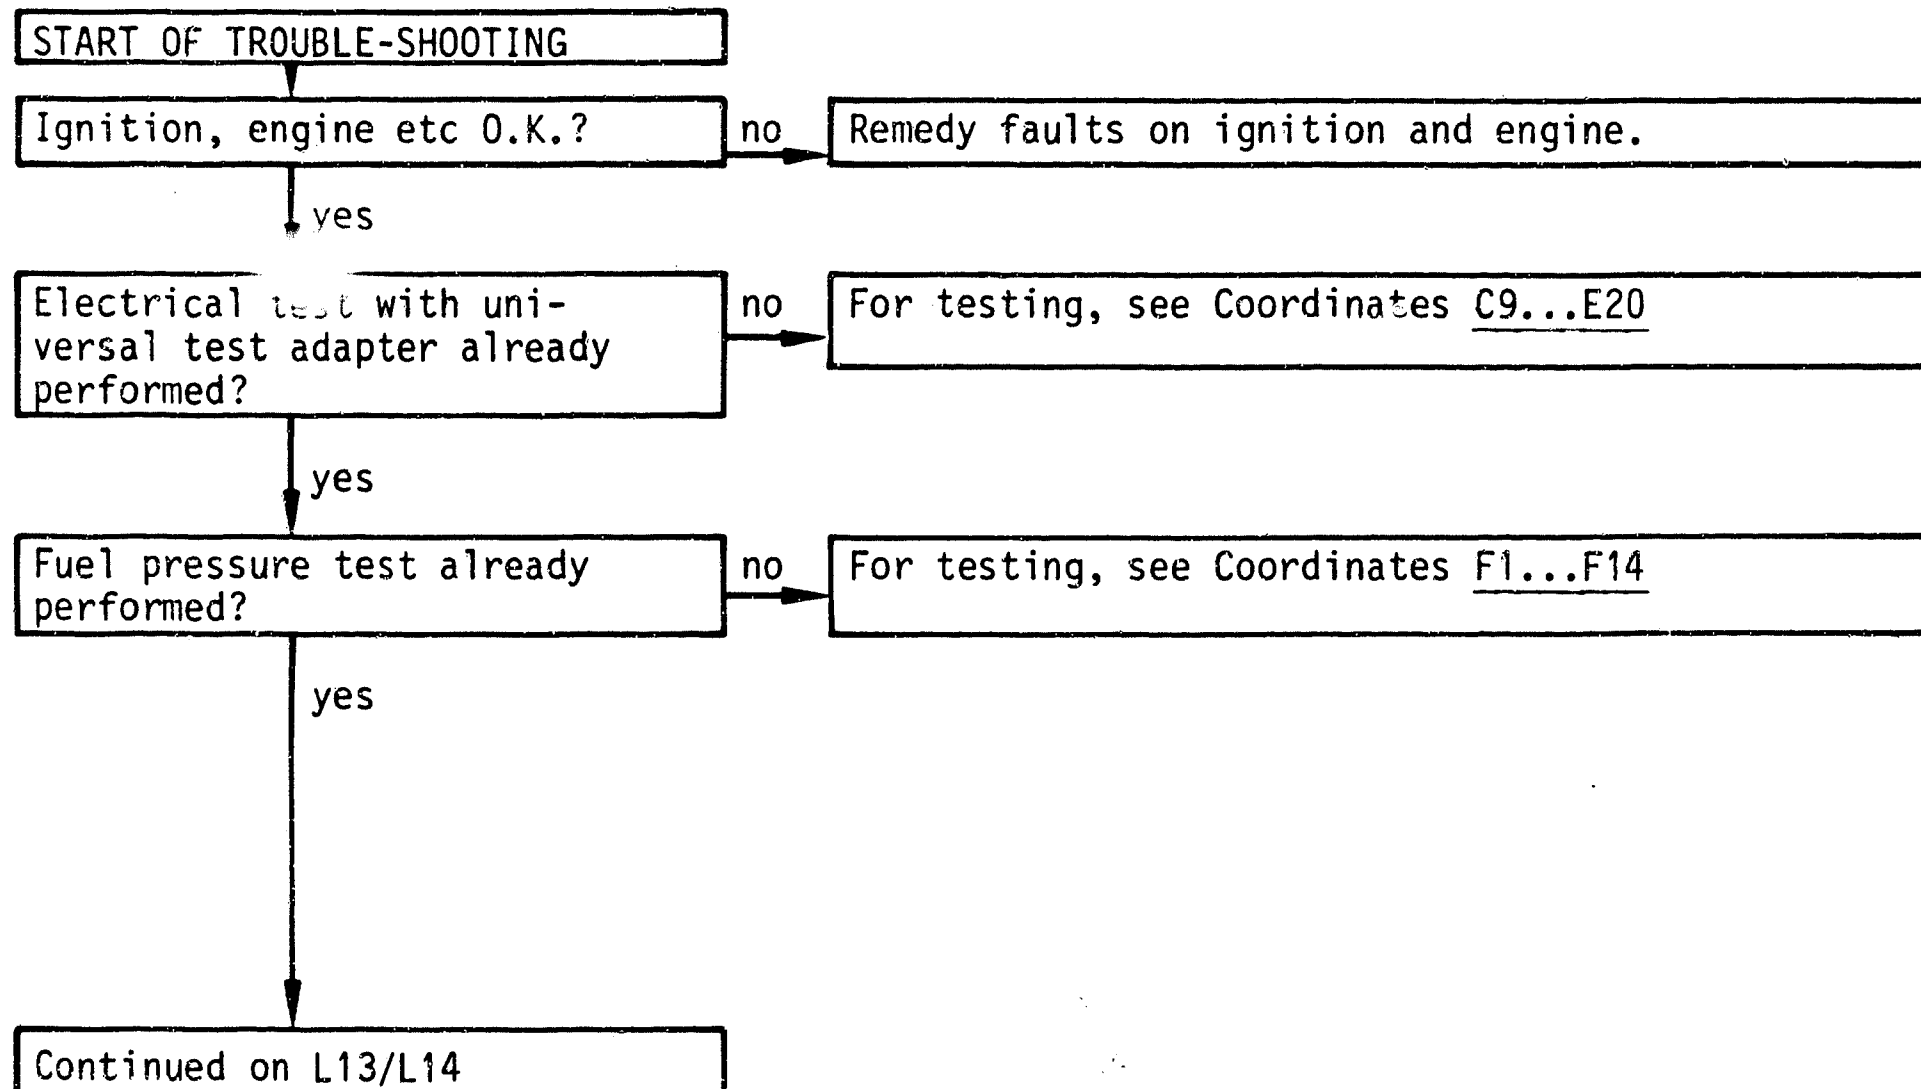 START OF TROUBLE-SHOOTING
Ignition, engine etc O.K.?
no
Remedy faults on ignition and engine.
yes
Electrical test with uni-
versal test adapter already
performed?
no
For testing, see Coordinates C9...E20
yes
Fuel pressure test already
performed?
no
For testing, see Coordinates F1...F14
yes
Continued on L13/L14